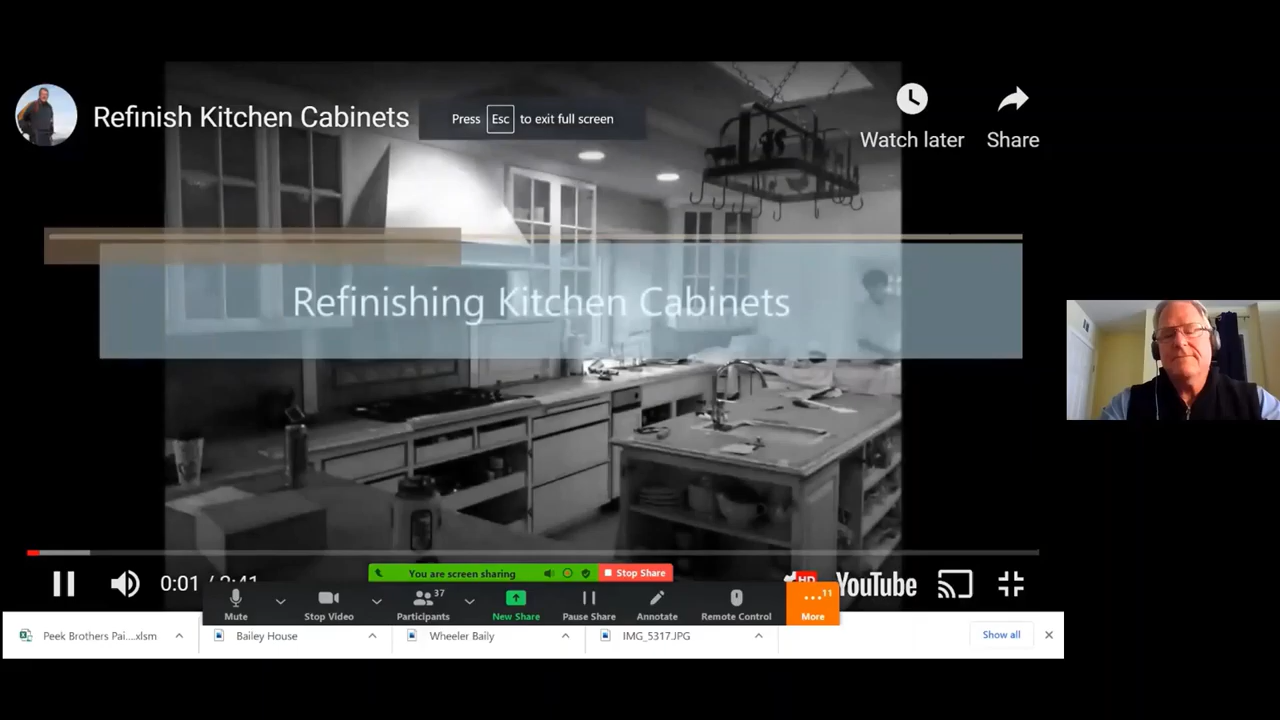 Refinish Kitchen Cabinets
Press Esc to exit full screen
Watch later
Share
Refinishing Kitchen Cabinets
0:01 / 2:41
HD
YouTube
You are screen sharing
Stop Share
Mute
Stop Video
37
Participants
New Share
Pause Share
Annotate
Remote Control
11
More
Peek Brothers Pai....xlsm
Bailey House
Wheeler Baily
IMG_5317.JPG
Show all